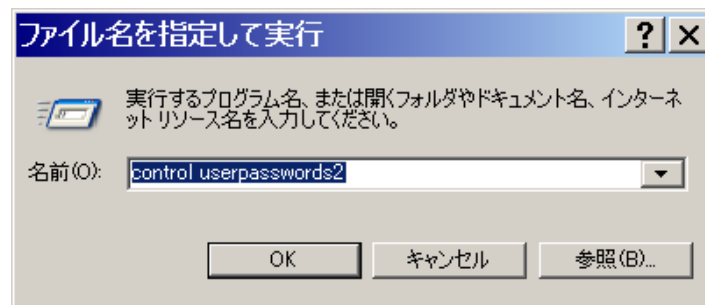 ファイル名を指定して実行
実行するプログラム名、または開くフォルダやドキュメント名、インターネ
ット リソース名を入力してください。
名前(O): control userpasswords2
OK キャンセル 参照(B)...